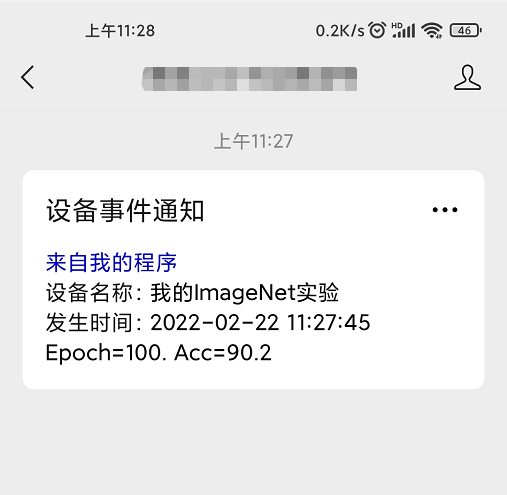 上午11:28
0.2K/s HD 46
上午11:27
设备事件通知
来自我的程序
设备名称: 我的ImageNet实验
发生时间: 2022-02-22 11:27:45
Epoch=100. Acc=90.2